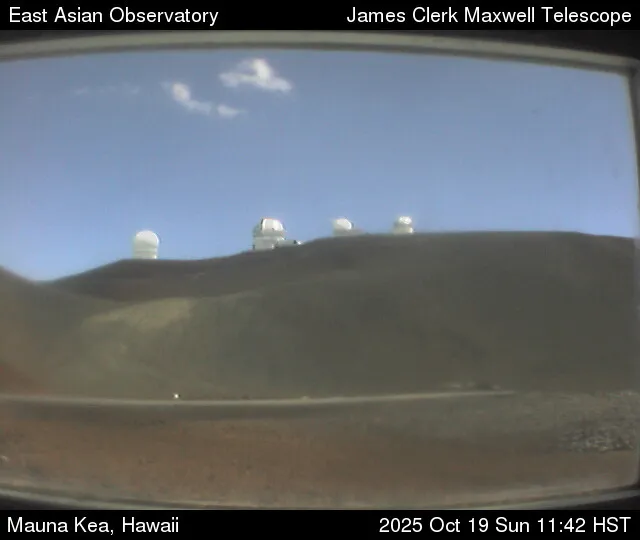 East Asian Observatory
James Clerk Maxwell Telescope
Mauna Kea, Hawaii
2025 Oct 19 Sun 11:42 HST